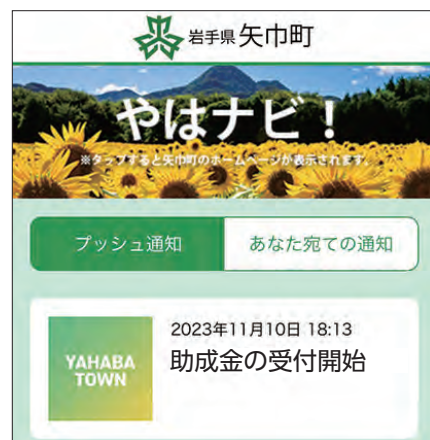 岩手県 矢巾町
やはナビ！
※タップすると矢巾町のホームページが表示されます。
プッシュ通知
あなた宛ての通知
2023年11月10日 18:13
助成金の受付開始
YAHABA
TOWN